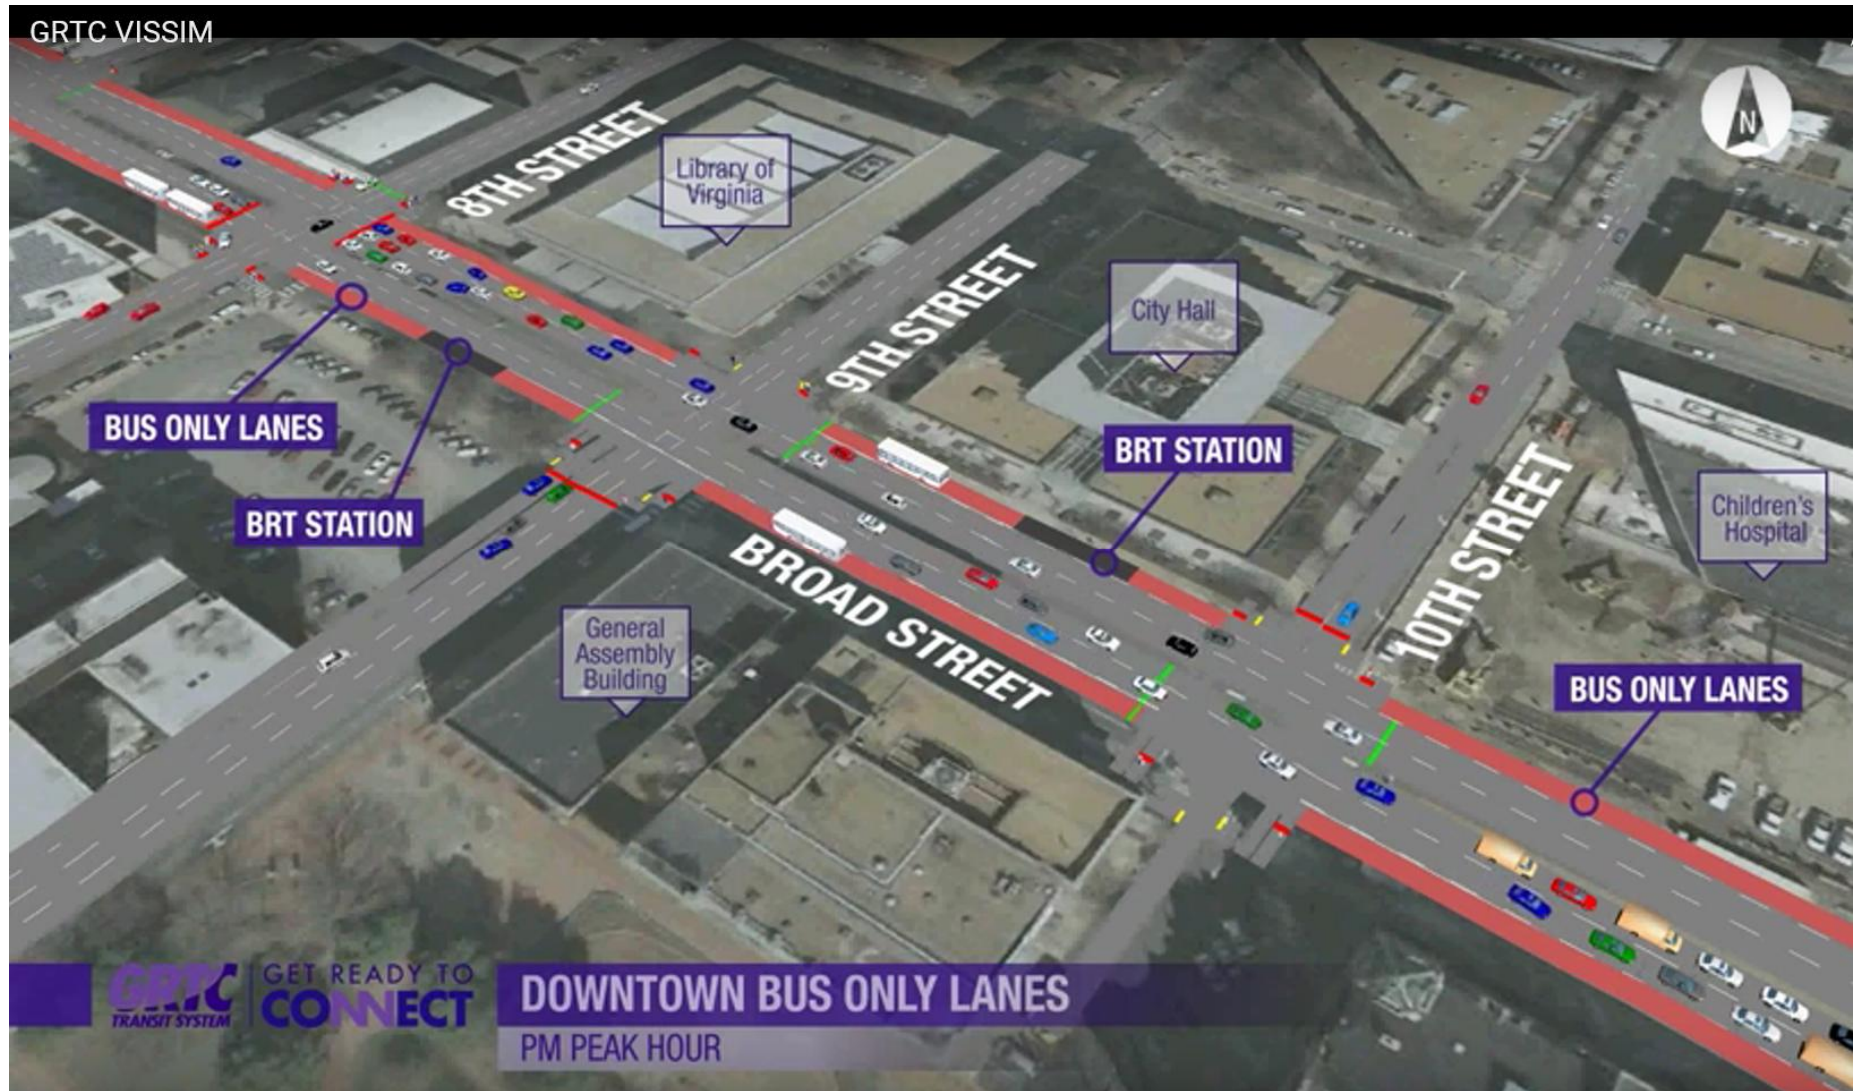 GRTC VISSIM
N
8TH STREET
Library of
Virginia
9TH STREET
City Hall
BUS ONLY LANES
BRT STATION
BRT STATION
10TH STREET
Children's
Hospital
BROAD STREET
General
Assembly
Building
BUS ONLY LANES
GRTC
TRANSIT SYSTEM
GET READY TO
CONNECT
DOWNTOWN BUS ONLY LANES
PM PEAK HOUR